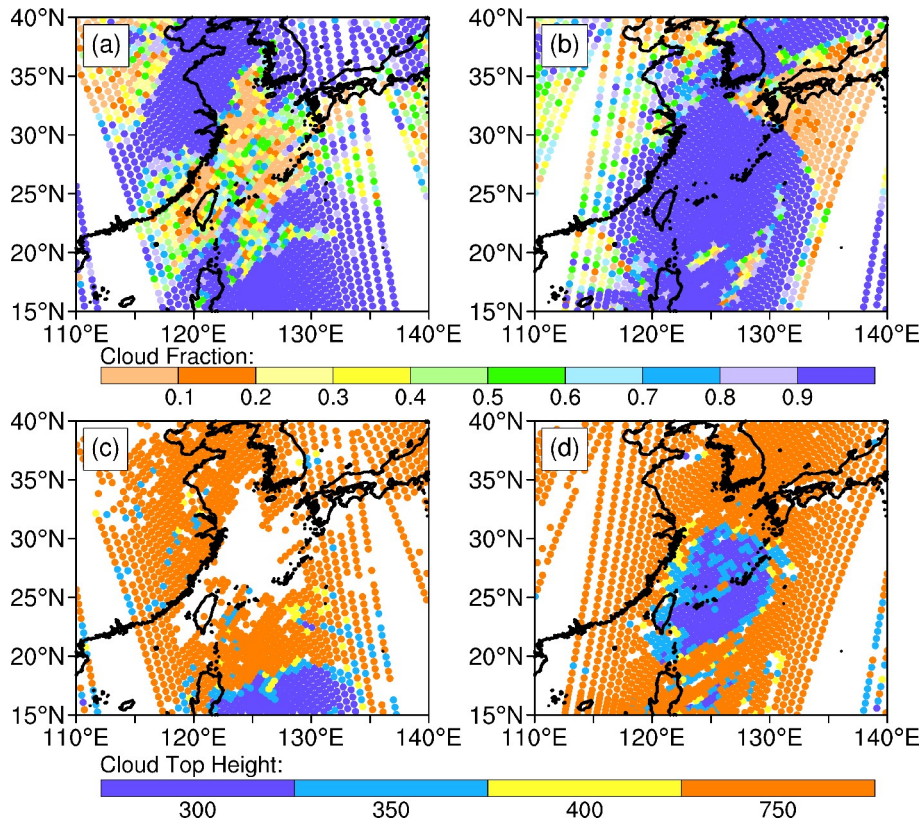 40°N
35°N
30°N
25°N
20°N
15°N
(a)
110°E 120°E 130°E 140°E
40°N
35°N
30°N
25°N
20°N
15°N
(b)
110°E 120°E 130°E 140°E
Cloud Fraction:
0.1 0.2 0.3 0.4 0.5 0.6 0.7 0.8 0.9
40°N
35°N
30°N
25°N
20°N
15°N
(c)
110°E 120°E 130°E 140°E
40°N
35°N
30°N
25°N
20°N
15°N
(d)
110°E 120°E 130°E 140°E
Cloud Top Height:
300 350 400 750